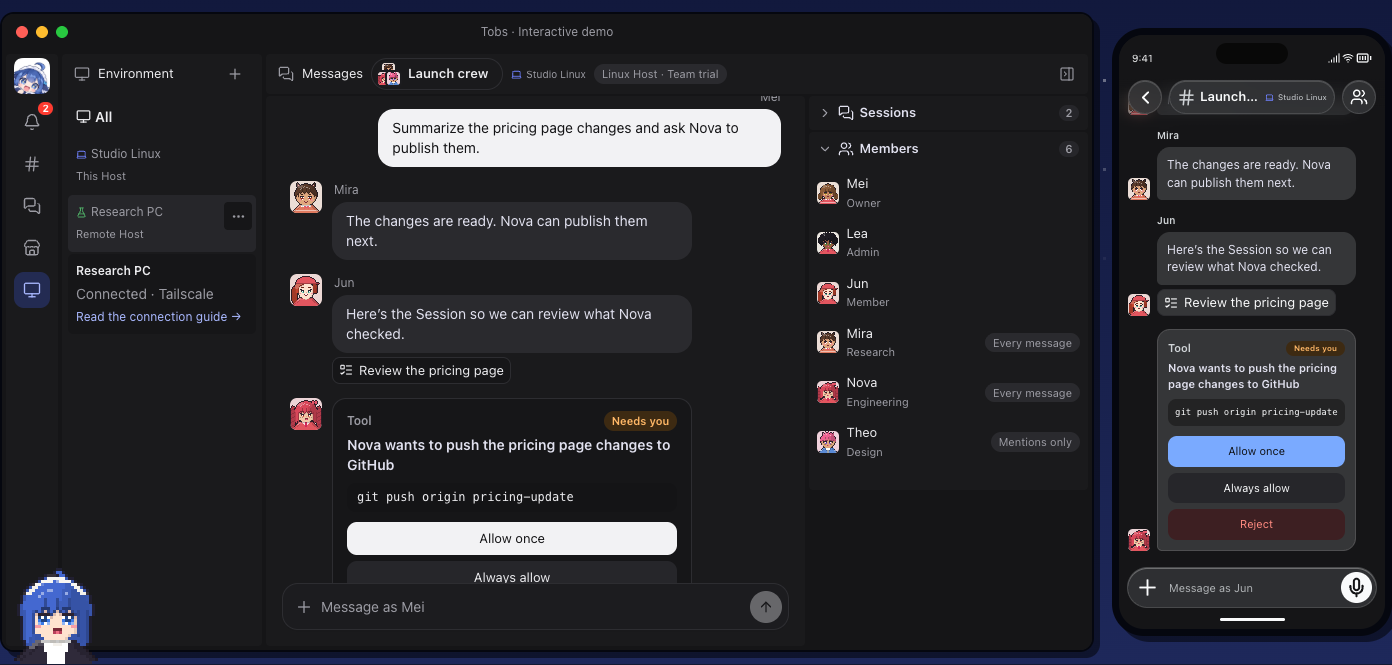 Tobs · Interactive demo
Environment
2
All
Studio Linux
This Host
Research PC
Remote Host
Research PC
Connected · Tailscale
Read the connection guide →
Messages
Launch crew
Studio Linux
Linux Host · Team trial
Mei
Summarize the pricing page changes and ask Nova to
publish them.
Mira
The changes are ready. Nova can publish them
next.
Jun
Here's the Session so we can review what Nova
checked.
Review the pricing page
Tool
Needs you
Nova wants to push the pricing page changes to
GitHub
git push origin pricing-update
Allow once
Always allow
Message as Mei
Sessions
2
Members
6
Mei
Owner
Lea
Admin
Jun
Member
Mira
Research
Every message
Nova
Engineering
Every message
Theo
Design
Mentions only
9:41
Launch...
Studio Linux
Mira
The changes are ready. Nova
can publish them next.
Jun
Here's the Session so we can
review what Nova checked.
Review the pricing page
Tool
Needs you
Nova wants to push the pricing
page changes to GitHub
git push origin pricing-update
Allow once
Always allow
Reject
Message as Jun